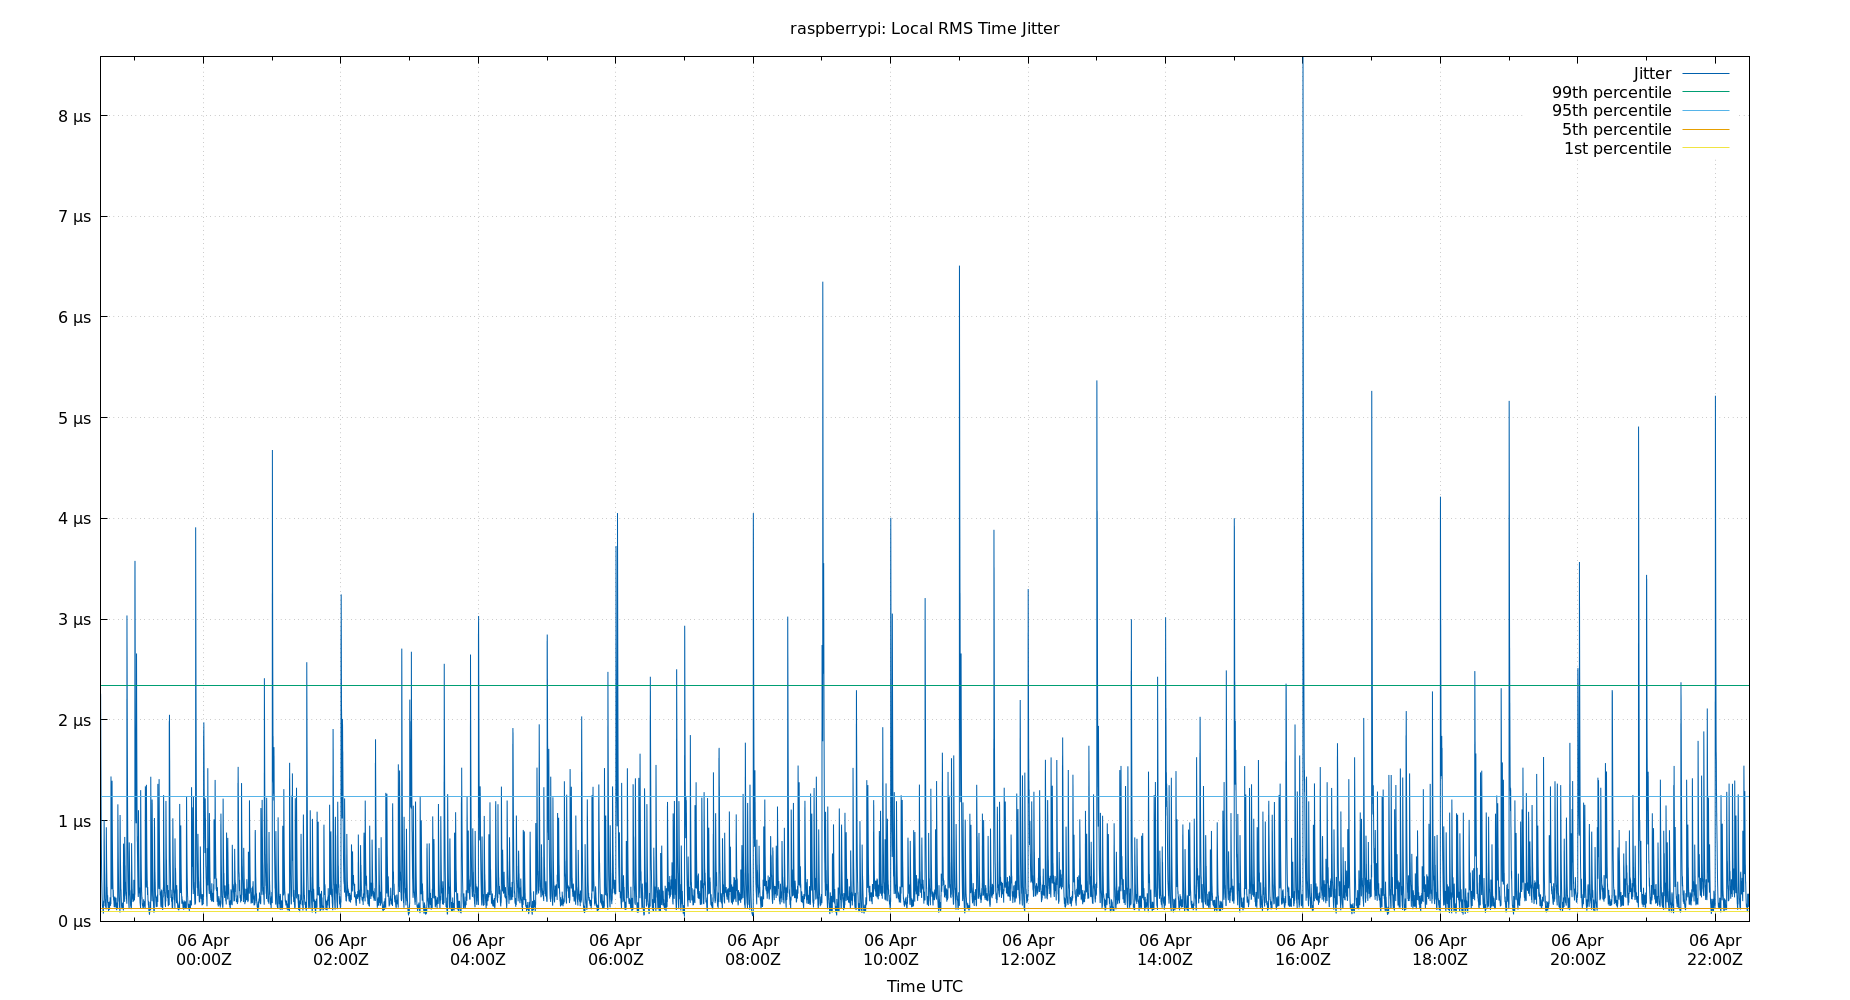 raspberrypi: Local RMS Time Jitter
Jitter
99th percentile
95th percentile
5th percentile
1st percentile
8 µs
7 µs
6 µs
5 µs
4 µs
3 µs
2 µs
1 µs
0 µs
06 Apr 06 Apr 06 Apr 06 Apr 06 Apr 06 Apr 06 Apr 06 Apr 06 Apr 06 Apr 06 Apr 06 Apr
00:00Z 02:00Z 04:00Z 06:00Z 08:00Z 10:00Z 12:00Z 14:00Z 16:00Z 18:00Z 20:00Z 22:00Z
Time UTC